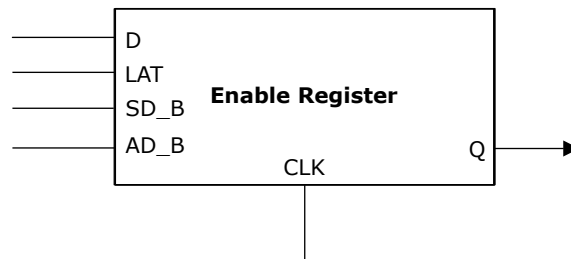 D
LAT
Enable Register
SD_B
AD_B
Q
CLK